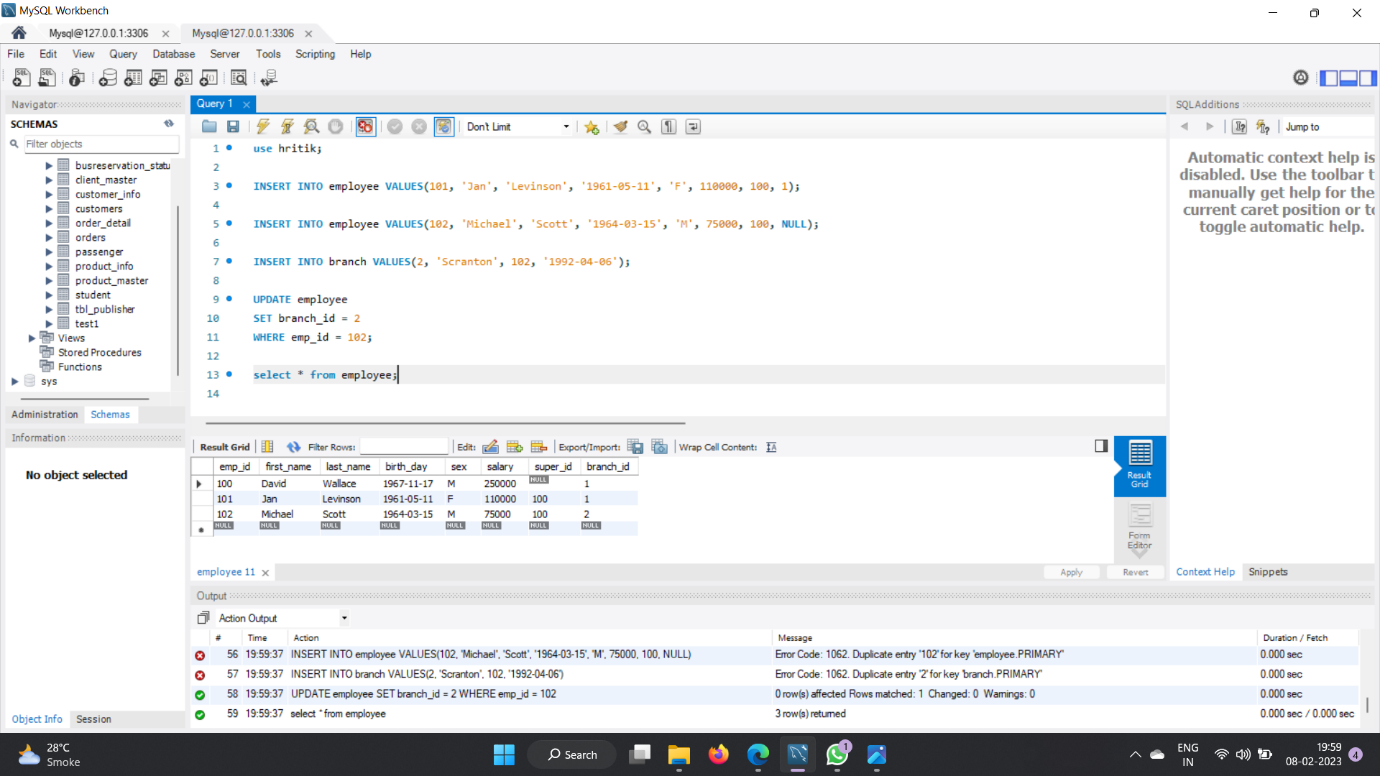 MySQL Workbench
Mysql@127.0.0.1:3306
Mysql@127.0.0.1:3306
File Edit View Query Database Server Tools Scripting Help
Navigator
SCHEMAS
Filter objects
busreservation_statu
client_master
customer_info
customers
order_detail
orders
passenger
product_info
product_master
student
tbl_publisher
test1
Views
Stored Procedures
Functions
sys
Administration Schemas
Information
No object selected
Object Info Session
Query 1
Don't Limit
1 use hritik;
2
3 INSERT INTO employee VALUES(101, 'Jan', 'Levinson', '1961-05-11', 'F', 110000, 100, 1);
4
5 INSERT INTO employee VALUES(102, 'Michael', 'Scott', '1964-03-15', 'M', 75000, 100, NULL);
6
7 INSERT INTO branch VALUES(2, 'Scranton', 102, '1992-04-06');
8
9 UPDATE employee
10 SET branch_id = 2
11 WHERE emp_id = 102;
12
13 select * from employee;
14
Result Grid Filter Rows: Edit: Export/Import: Wrap Cell Content:
emp_id first_name last_name birth_day sex salary super_id branch_id
100 David Wallace 1967-11-17 M 250000 NULL 1
101 Jan Levinson 1961-05-11 F 110000 100 1
102 Michael Scott 1964-03-15 M 75000 100 2
NULL NULL NULL NULL NULL NULL NULL NULL
Result
Grid
Form
Editor
employee 11 Apply Revert
SQLAdditions
Jump to
Automatic context help is
disabled. Use the toolbar t
manually get help for the
current caret position or to
toggle automatic help.
Context Help Snippets
Output
Action Output
# Time Action Message Duration / Fetch
56 19:59:37 INSERT INTO employee VALUES(102, 'Michael', 'Scott', '1964-03-15', 'M', 75000, 100, NULL) Error Code: 1062. Duplicate entry '102' for key 'employee.PRIMARY' 0.000 sec
57 19:59:37 INSERT INTO branch VALUES(2, 'Scranton', 102, '1992-04-06') Error Code: 1062. Duplicate entry '2' for key 'branch.PRIMARY' 0.000 sec
58 19:59:37 UPDATE employee SET branch_id = 2 WHERE emp_id = 102 0 row(s) affected Rows matched: 1 Changed: 0 Warnings: 0 0.000 sec
59 19:59:37 select * from employee 3 row(s) returned 0.000 sec / 0.000 sec
28°C
Smoke
Search
1
ENG
IN
19:59
08-02-2023
4